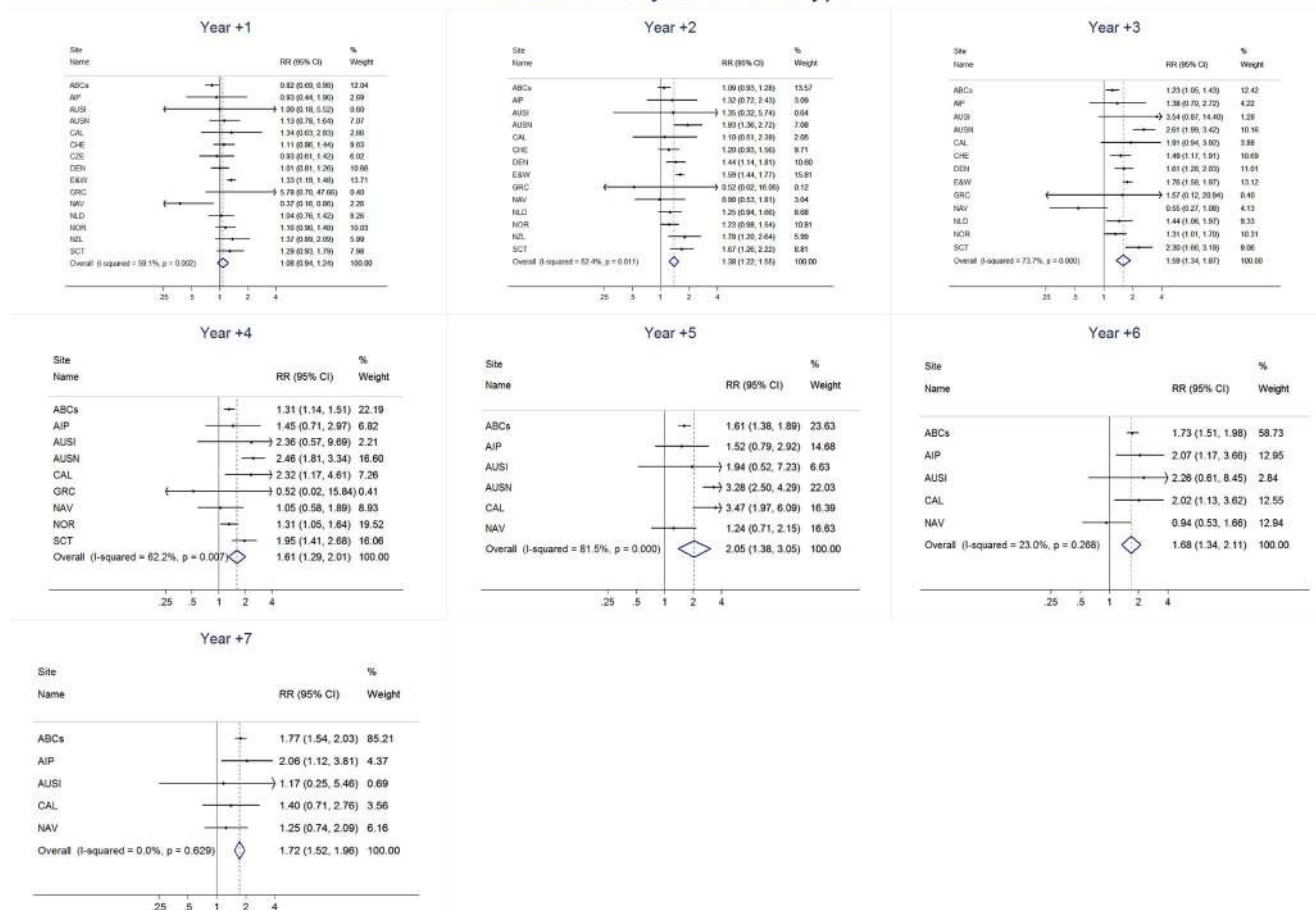 Year +1
Site %
Name RR (95% CI) Weight
ABCs 0.82 (0.69, 0.98) 12.04
AIP 0.93 (0.44, 1.96) 2.69
AUSI 1.00 (0.18, 5.52) 0.60
AUSN 1.13 (0.78, 1.64) 7.07
CAL 1.34 (0.63, 2.83)
CHE 1.11 (0.86, 1.44) 9.63
CZE 0.93 (0.61, 1.42) 6.02
DEN 1.01 (0.81, 1.26) 10.66
E&W 1.33 (1.19, 1.48) 13.71
GRC 5.78 (0.70, 47.66) 0.40
NAV 0.37 (0.16, 0.86) 2.26
NLD 1.04 (0.76, 1.42) 8.26
NOR 1.16 (0.90, 1.48) 10.03
NZL 1.37 (0.89, 2.09) 5.99
SCT 1.29 (0.93, 1.79) 7.98
Overall (I-squared = 59.1%, p = 0.002) 1.08 (0.94, 1.24) 100.00
.25 .5 1 2 4
Year +2
Site %
Name RR (95% CI) Weight
ABCs 1.09 (0.93, 1.28) 13.57
AIP 1.32 (0.72, 2.43) 3.09
AUSI 1.35 (0.32, 5.74) 0.64
AUSN 1.93 (1.36, 2.72) 7.08
CAL 1.10 (0.51, 2.38) 2.05
CHE 1.20 (0.93, 1.56) 9.71
DEN 1.44 (1.14, 1.81) 10.60
E&W 1.59 (1.44, 1.77) 15.81
GRC 0.52 (0.02, 16.06) 0.12
NAV 0.98 (0.53, 1.81) 3.04
NLD 1.25 (0.94, 1.66) 8.68
NOR 1.23 (0.98, 1.54) 10.81
NZL 1.78 (1.20, 2.64) 5.99
SCT 1.67 (1.26, 2.22) 8.81
Overall (I-squared = 52.4%, p = 0.011) 1.38 (1.22, 1.55) 100.00
.25 .5 1 2 4
Year +3
Site %
Name RR (95% CI) Weight
ABCs 1.23 (1.05, 1.43) 12.42
AIP 1.38 (0.70, 2.72) 4.22
AUSI 3.54 (0.87, 14.40) 1.28
AUSN 2.61 (1.99, 3.42) 10.16
CAL 1.91 (0.94, 3.92) 3.88
CHE 1.49 (1.17, 1.91) 10.69
DEN 1.61 (1.28, 2.03) 11.01
E&W 1.76 (1.58, 1.97) 13.12
GRC 1.57 (0.12, 20.94) 0.40
NAV 0.55 (0.27, 1.08) 4.13
NLD 1.44 (1.06, 1.97) 9.33
NOR 1.31 (1.01, 1.70) 10.31
SCT 2.30 (1.66, 3.19) 9.06
Overall (I-squared = 73.7%, p = 0.000) 1.59 (1.34, 1.87) 100.00
.25 .5 1 2 4
Year +4
Site %
Name RR (95% CI) Weight
ABCs 1.31 (1.14, 1.51) 22.19
AIP 1.45 (0.71, 2.97) 6.82
AUSI 2.36 (0.57, 9.69) 2.21
AUSN 2.46 (1.81, 3.34) 16.60
CAL 2.32 (1.17, 4.61) 7.26
GRC 0.52 (0.02, 15.84) 0.41
NAV 1.05 (0.58, 1.89) 8.93
NOR 1.31 (1.05, 1.64) 19.52
SCT 1.95 (1.41, 2.68) 16.06
Overall (I-squared = 62.2%, p = 0.007) 1.61 (1.29, 2.01) 100.00
.25 .5 1 2 4
Year +5
Site %
Name RR (95% CI) Weight
ABCs 1.61 (1.38, 1.89) 23.63
AIP 1.52 (0.79, 2.92) 14.68
AUSI 1.94 (0.52, 7.23) 6.63
AUSN 3.28 (2.50, 4.29) 22.03
CAL 3.47 (1.97, 6.09) 16.39
NAV 1.24 (0.71, 2.15) 16.63
Overall (I-squared = 81.5%, p = 0.000) 2.05 (1.38, 3.05) 100.00
.25 .5 1 2 4
Year +6
Site %
Name RR (95% CI) Weight
ABCs 1.73 (1.51, 1.98) 58.73
AIP 2.07 (1.17, 3.66) 12.95
AUSI 2.26 (0.61, 8.45) 2.84
CAL 2.02 (1.13, 3.62) 12.55
NAV 0.94 (0.53, 1.66) 12.94
Overall (I-squared = 23.0%, p = 0.268) 1.68 (1.34, 2.11) 100.00
.25 .5 1 2 4
Year +7
Site %
Name RR (95% CI) Weight
ABCs 1.77 (1.54, 2.03) 85.21
AIP 2.06 (1.12, 3.81) 4.37
AUSI 1.17 (0.25, 5.46) 0.69
CAL 1.40 (0.71, 2.76) 3.56
NAV 1.25 (0.74, 2.09) 6.16
Overall (I-squared = 0.0%, p = 0.629) 1.72 (1.52, 1.96) 100.00
.25 .5 1 2 4